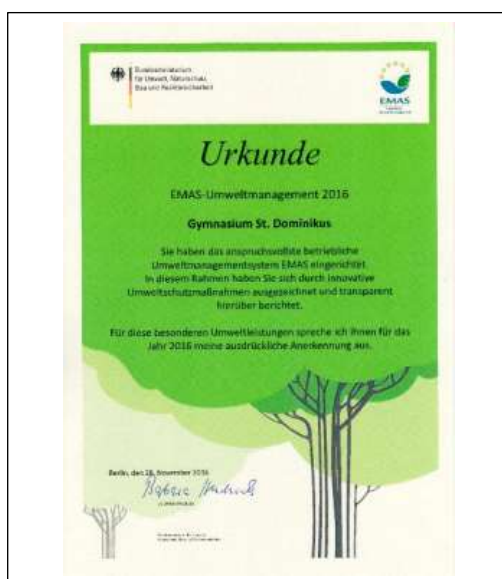 Bundesministerium
für Umwelt, Naturschutz,
Bau und Reaktorsicherheit
EMAS
Urkunde
EMAS-Umweltmanagement 2016
Gymnasium St. Dominikus
Sie haben das anspruchsvollste betriebliche
Umweltmanagementsystem EMAS eingerichtet.
In diesem Rahmen haben Sie sich durch innovative
Umweltschutzmaßnahmen ausgezeichnet und transparent
hierüber berichtet.
Für diese besonderen Umweltleistungen spreche ich Ihnen für das
Jahr 2016 meine ausdrückliche Anerkennung aus.
Berlin, den 28. November 2016